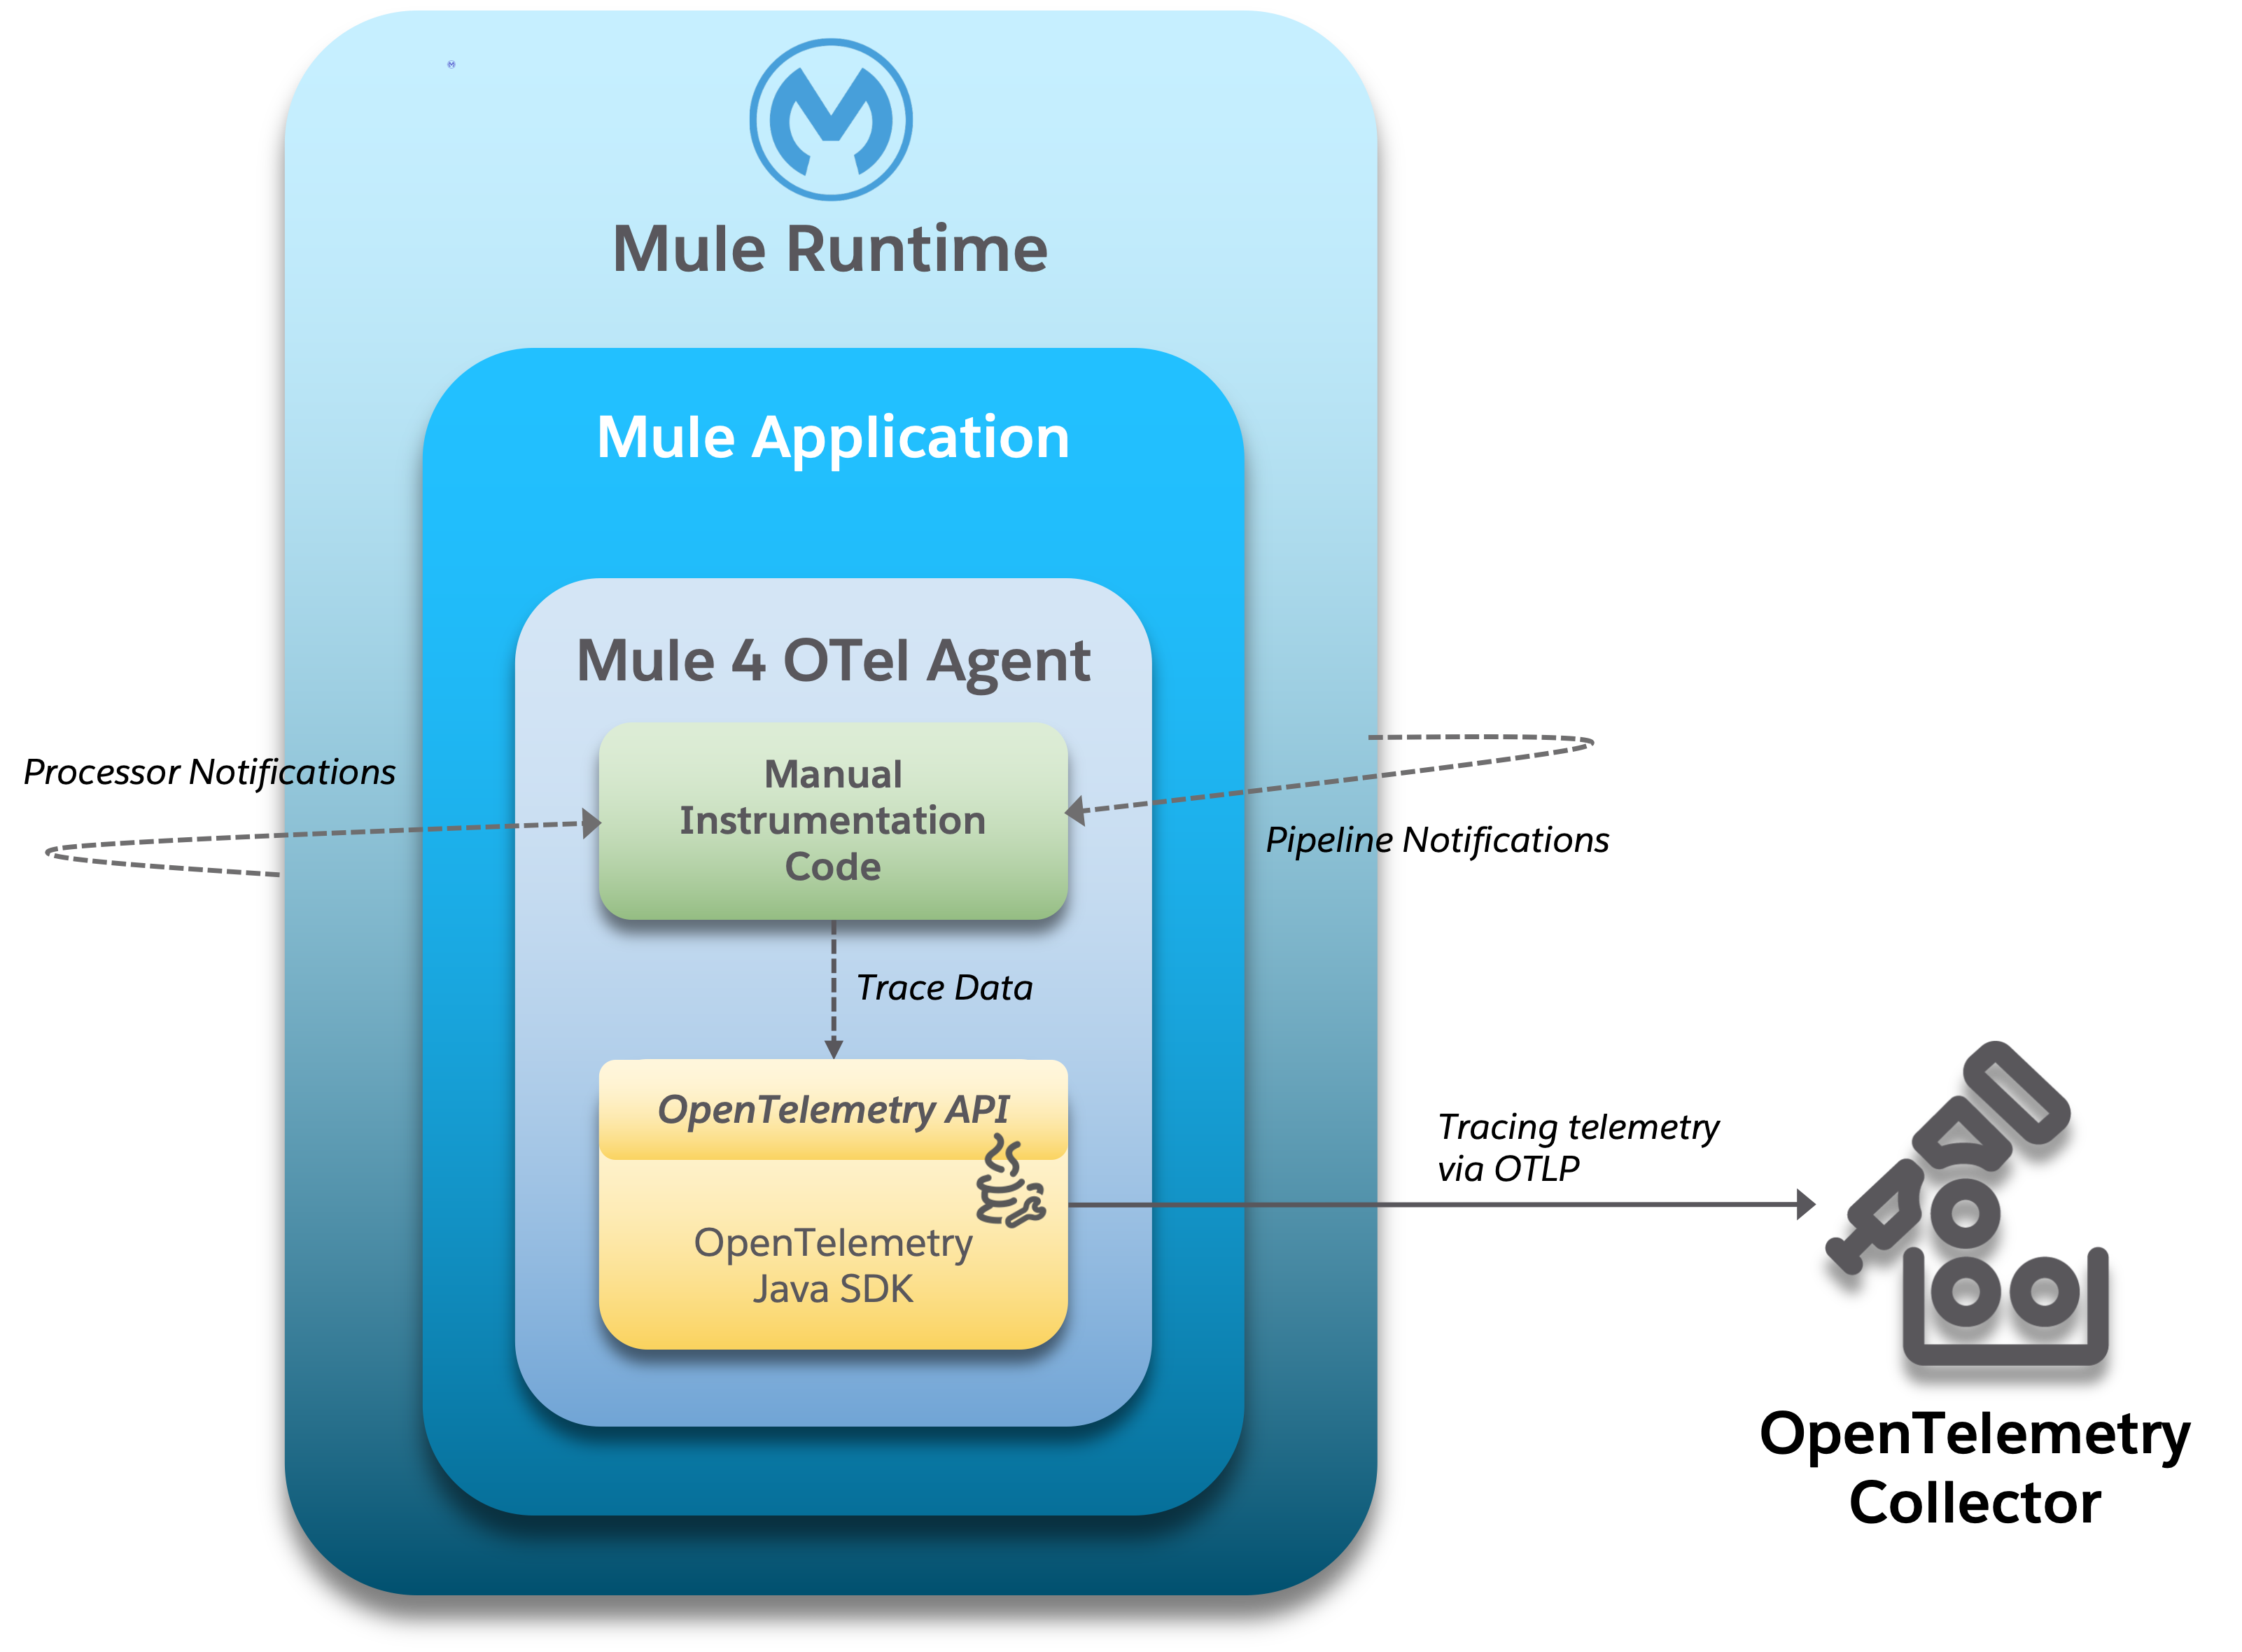 Mule Runtime
Mule Application
Mule 4 OTel Agent
Processor Notifications
Manual
Instrumentation
Code
Pipeline Notifications
Trace Data
OpenTelemetry API
OpenTelemetry
Java SDK
Tracing telemetry
via OTLP
OpenTelemetry
Collector